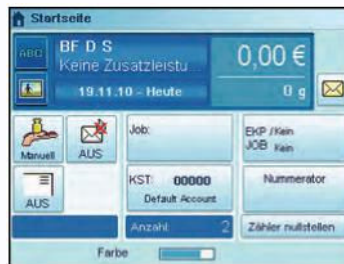 Startseite
ABC
BF D S
Keine Zusatzleistu
0,00 €
19.11.10 - Heute
0 g
Manuell
AUS
Job:
EKP / Kein
JOB Kein
AUS
KST: 00000
Default Account
Nummerator
Anzahl: 2
Zähler nullstellen
Farbe